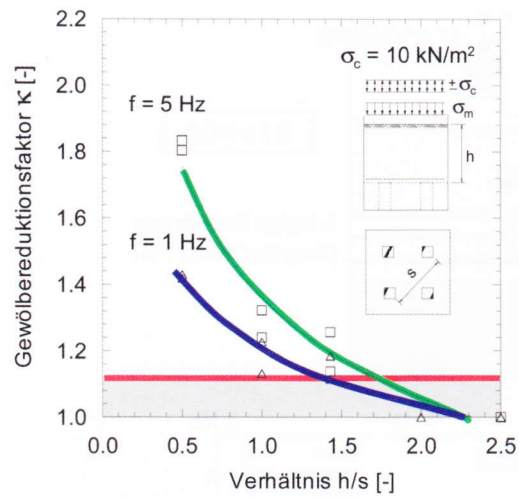 2.2
2.0
1.8
1.6
1.4
1.2
1.0
Gewölbereduktionsfaktor κ [-]
σc = 10 kN/m²
±σc
σm
h
s
f = 5 Hz
f = 1 Hz
0.0 0.5 1.0 1.5 2.0 2.5
Verhältnis h/s [-]